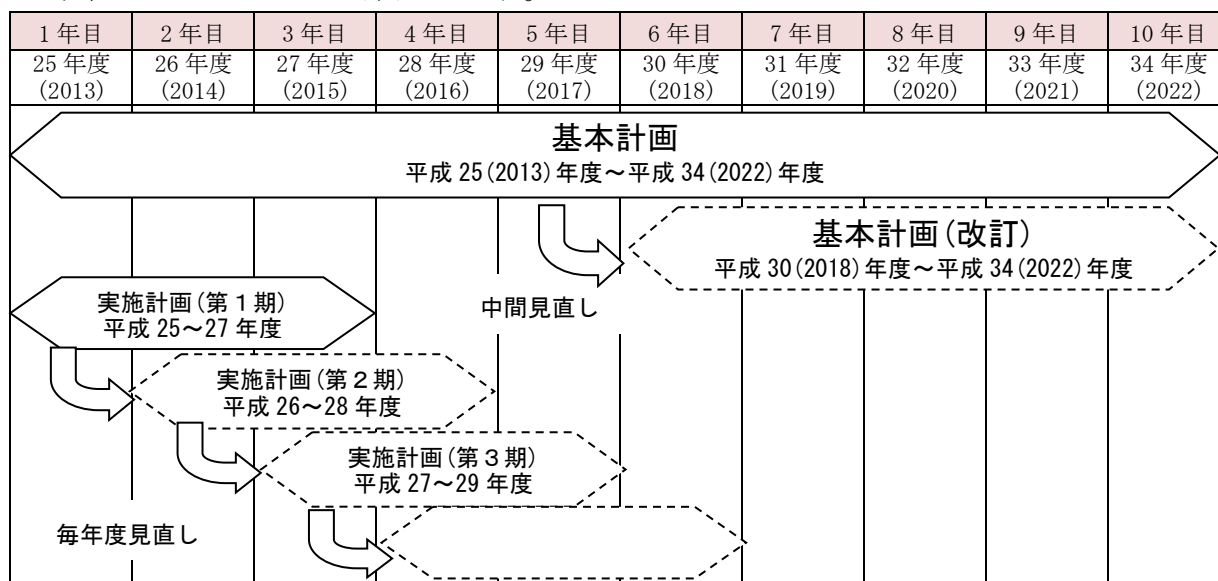 1年目 2年目 3年目 4年目 5年目 6年目 7年目 8年目 9年目 10年目
25年度 26年度 27年度 28年度 29年度 30年度 31年度 32年度 33年度 34年度
(2013) (2014) (2015) (2016) (2017) (2018) (2019) (2020) (2021) (2022)
基本計画
平成25(2013)年度～平成34(2022)年度
基本計画(改訂)
平成30(2018)年度～平成34(2022)年度
中間見直し
実施計画(第1期)
平成25～27年度
実施計画(第2期)
平成26～28年度
実施計画(第3期)
平成27～29年度
毎年度見直し